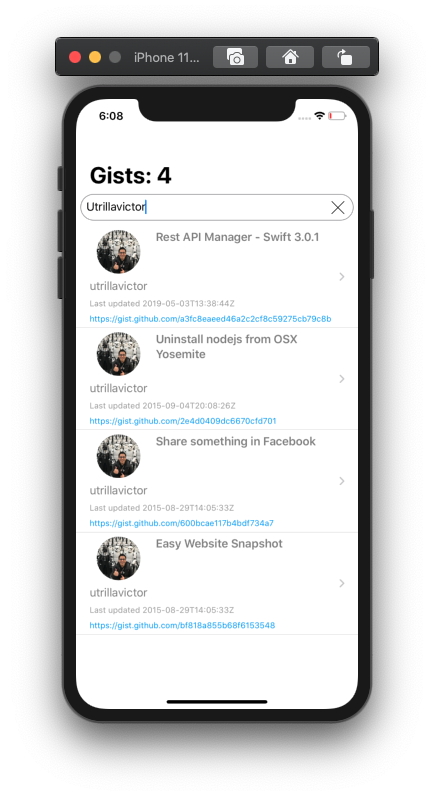 iPhone 11...
6:08
Gists: 4
Utrillavictor
Rest API Manager - Swift 3.0.1
utrillavictor
Last updated 2019-05-03T13:38:44Z
https://gist.github.com/a3fc8eaeed46a2c2cf8c59275cb79c8b
Uninstall nodejs from OSX
Yosemite
utrillavictor
Last updated 2015-09-04T20:08:26Z
https://gist.github.com/2e4d0409dc6670cfd701
Share something in Facebook
utrillavictor
Last updated 2015-08-29T14:05:33Z
https://gist.github.com/600bcae117b4bdf734a7
Easy Website Snapshot
utrillavictor
Last updated 2015-08-29T14:05:33Z
https://gist.github.com/bf818a855b68f6153548